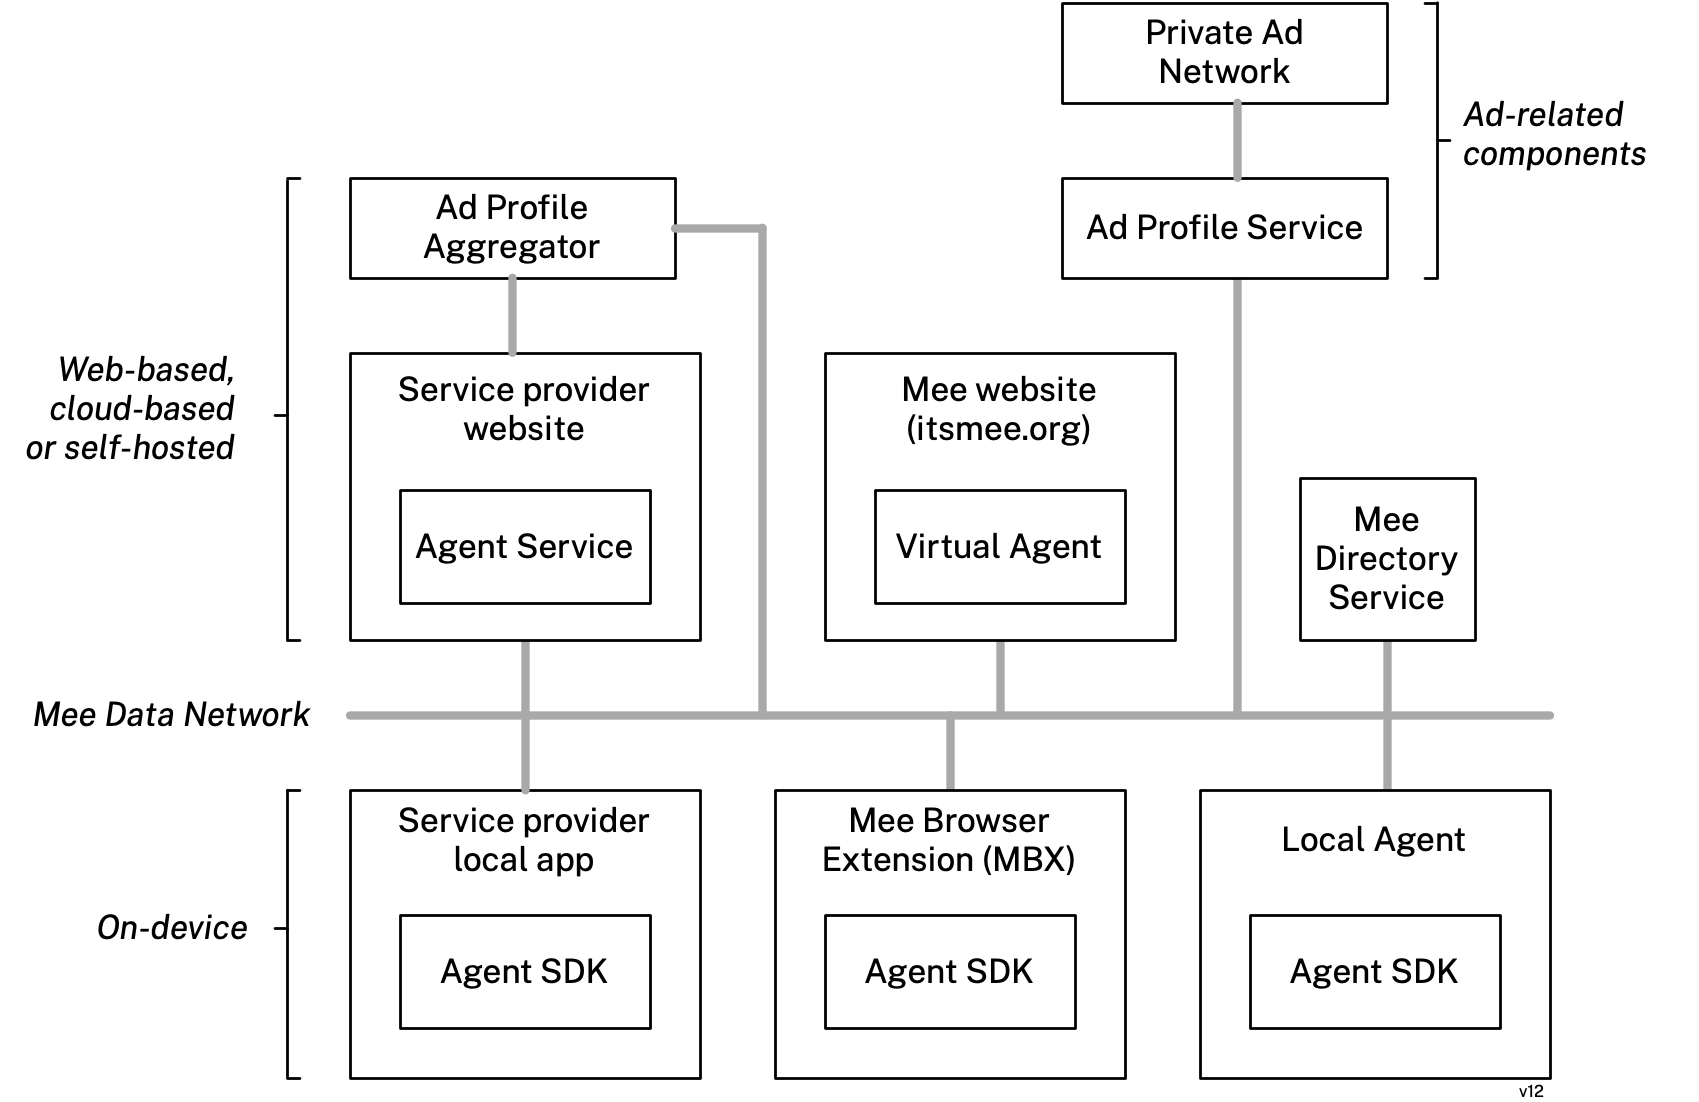 Private Ad
Network
Ad-related
components
Ad Profile
Aggregator
Ad Profile Service
Web-based,
cloud-based
or self-hosted
Service provider
website
Agent Service
Mee website
(itsmee.org)
Virtual Agent
Mee
Directory
Service
Mee Data Network
On-device
Service provider
local app
Agent SDK
Mee Browser
Extension (MBX)
Agent SDK
Local Agent
Agent SDK
v12